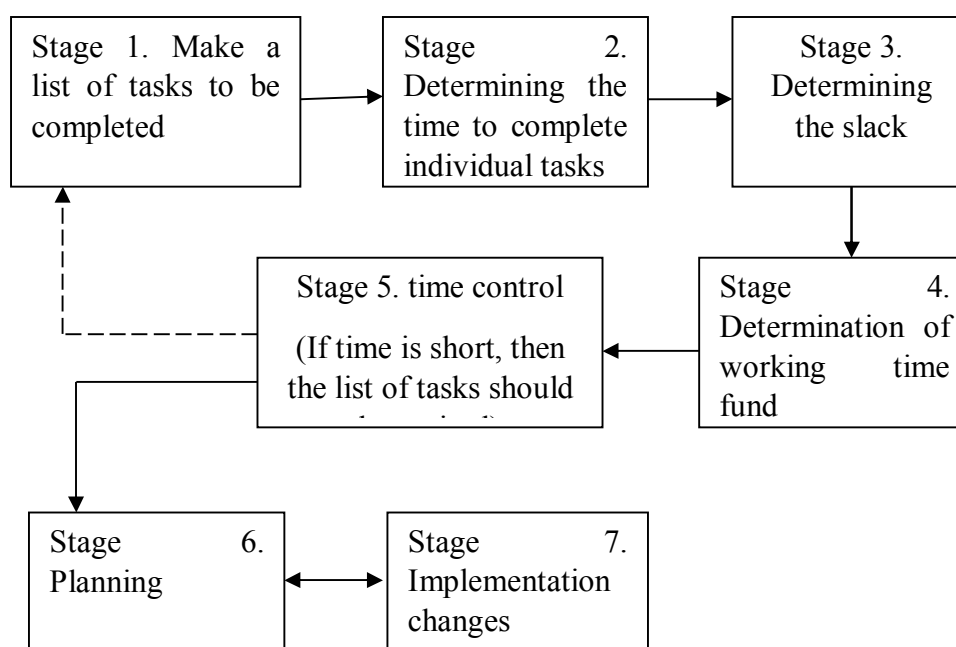 Stage 1. Make a
list of tasks to be
completed
Stage 2.
Determining the
time to complete
individual tasks
Stage 3.
Determining
the slack
Stage 4.
Determination of
working time
fund
Stage 5. time control
(If time is short, then
the list of tasks should
Stage 6.
Planning
Stage 7.
Implementation
changes